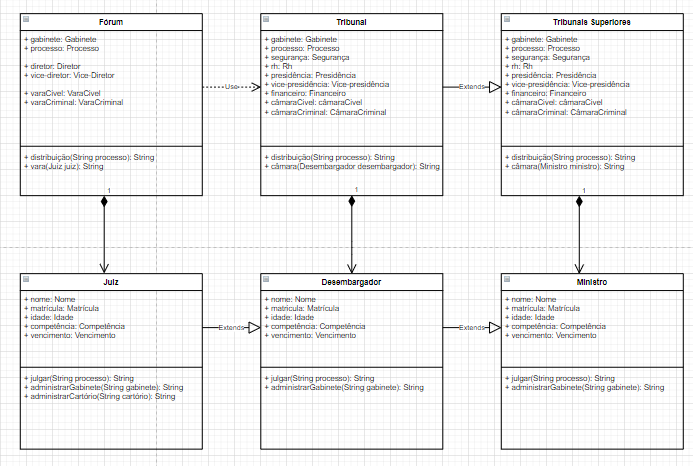 Fórum
+ gabinete: Gabinete
+ processo: Processo
+ diretor: Diretor
+ vice-diretor: Vice-Diretor
+ varaCivel: VaraCivel
+ varaCriminal: VaraCriminal
+ distribuição(String processo): String
+ vara(Juiz juiz): String
1
Use
Tribunal
+ gabinete: Gabinete
+ processo: Processo
+ segurança: Segurança
+ rh: Rh
+ presidência: Presidência
+ vice-presidência: Vice-presidência
+ financeiro: Financeiro
+ câmaraCivel: câmaraCivel
+ câmaraCriminal: CâmaraCriminal
+ distribuição(String processo): String
+ câmara(Desembargador desembargador): String
1
Extends
Tribunais Superiores
+ gabinete: Gabinete
+ processo: Processo
+ segurança: Segurança
+ rh: Rh
+ presidência: Presidência
+ vice-presidência: Vice-presidência
+ financeiro: Financeiro
+ câmaraCivel: câmaraCivel
+ câmaraCriminal: CâmaraCriminal
+ distribuição(String processo): String
+ câmara(Ministro ministro): String
1
Juiz
+ nome: Nome
+ matrícula: Matrícula
+ idade: Idade
+ competência: Competência
+ vencimento: Vencimento
+ julgar(String processo): String
+ administrarGabinete(String gabinete): String
+ administrarCartório(String cartório): String
Extends
Desembargador
+ nome: Nome
+ matricula: Matrícula
+ idade: Idade
+ competência: Competência
+ vencimento: Vencimento
+ julgar(String processo): String
+ administrarGabinete(String gabinete): String
Extends
Ministro
+ nome: Nome
+ matrícula: Matrícula
+ idade: Idade
+ competência: Competência
+ vencimento: Vencimento
+ julgar(String processo): String
+ administrarGabinete(String gabinete): String